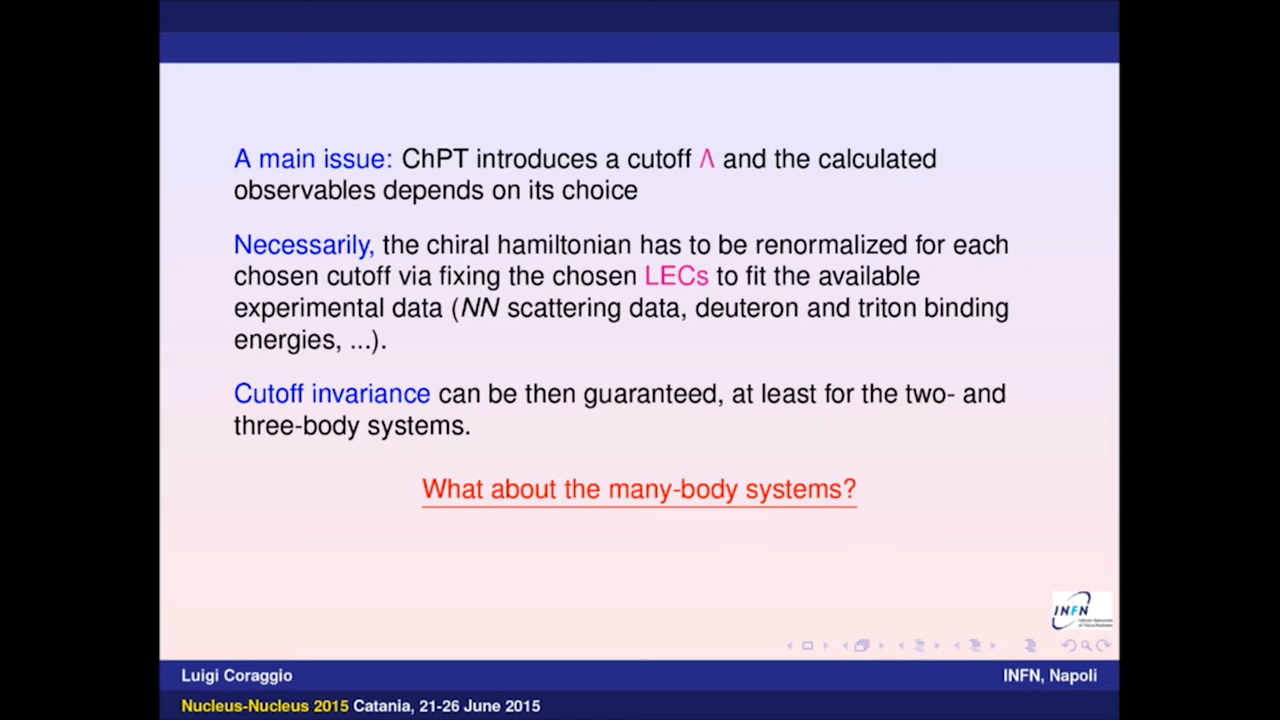 A main issue: ChPT introduces a cutoff Λ and the calculated
observables depends on its choice
Necessarily, the chiral hamiltonian has to be renormalized for each
chosen cutoff via fixing the chosen LECs to fit the available
experimental data (NN scattering data, deuteron and triton binding
energies, ...).
Cutoff invariance can be then guaranteed, at least for the two- and
three-body systems.
What about the many-body systems?
INFN
Luigi Coraggio
INFN, Napoli
Nucleus-Nucleus 2015 Catania, 21-26 June 2015